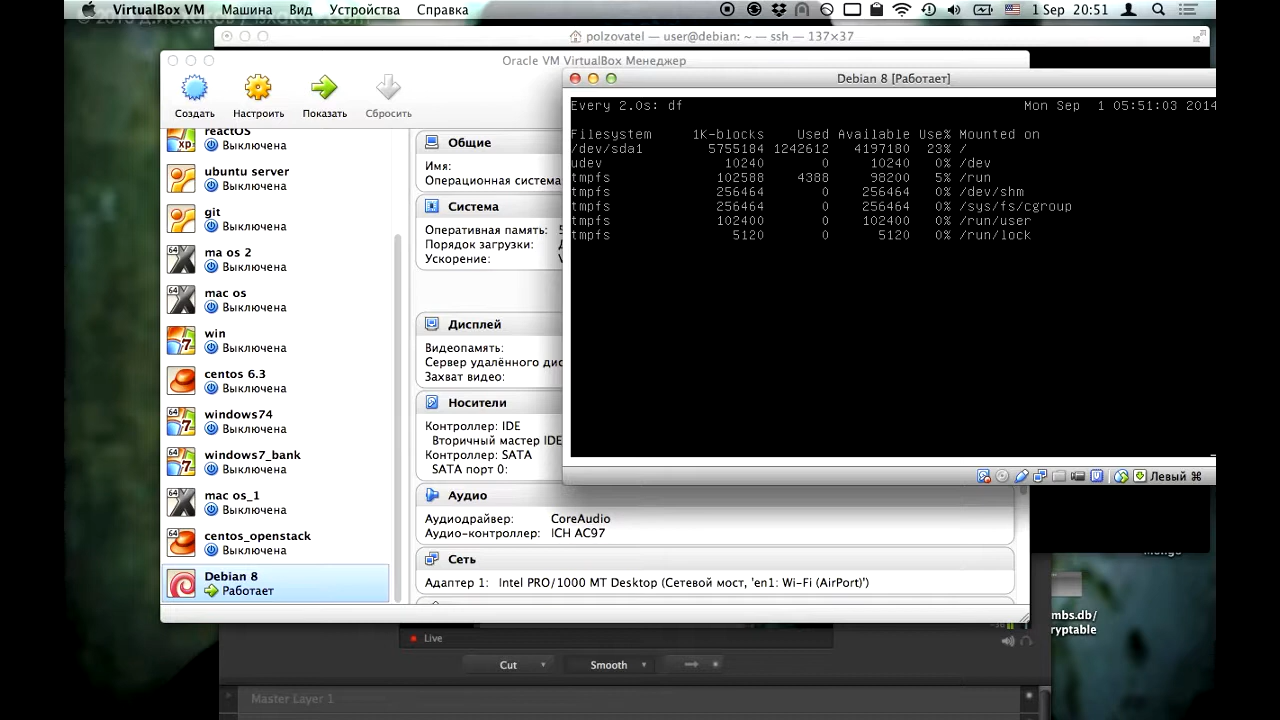 VirtualBox VM Машина Вид Устройства Справка 1 Sep 20:51
polzovatel — user@debian: ~ — ssh — 137×37
Oracle VM VirtualBox Менеджер
Создать Настроить Показать Сбросить
reactOS
Выключена
ubuntu server
Выключена
git
Выключена
ma os 2
Выключена
mac os
Выключена
win
Выключена
centos 6.3
Выключена
windows74
Выключена
windows7_bank
Выключена
mac os_1
Выключена
centos_openstack
Выключена
Debian 8
Работает
Общие
Имя:
Операционная система
Система
Оперативная память: 5
Порядок загрузки:
Ускорение:
Дисплей
Видеопамять:
Сервер удалённого дис
Захват видео:
Носители
Контроллер: IDE
Вторичный мастер IDE
Контроллер: SATA
SATA порт 0:
Аудио
Аудиодрайвер: CoreAudio
Аудио-контроллер: ICH AC97
Сеть
Адаптер 1: Intel PRO/1000 MT Desktop (Сетевой мост, 'en1: Wi-Fi (AirPort)')
Debian 8 [Работает]
Every 2.0s: df Mon Sep 1 05:51:03 2014
Filesystem 1K-blocks Used Available Use% Mounted on
/dev/sda1 5755184 1242612 4197180 23% /
udev 10240 0 10240 0% /dev
tmpfs 102588 4388 98200 5% /run
tmpfs 256464 0 256464 0% /dev/shm
tmpfs 256464 0 256464 0% /sys/fs/cgroup
tmpfs 102400 0 102400 0% /run/user
tmpfs 5120 0 5120 0% /run/lock
Левый ⌘
mbs.db/
ryptable
Live
Cut Smooth
Master Layer 1